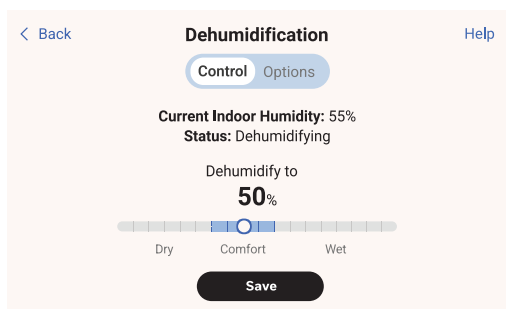 Back Dehumidification Help
Control Options
Current Indoor Humidity: 55%
Status: Dehumidifying
Dehumidify to
50%
Dry Comfort Wet
Save